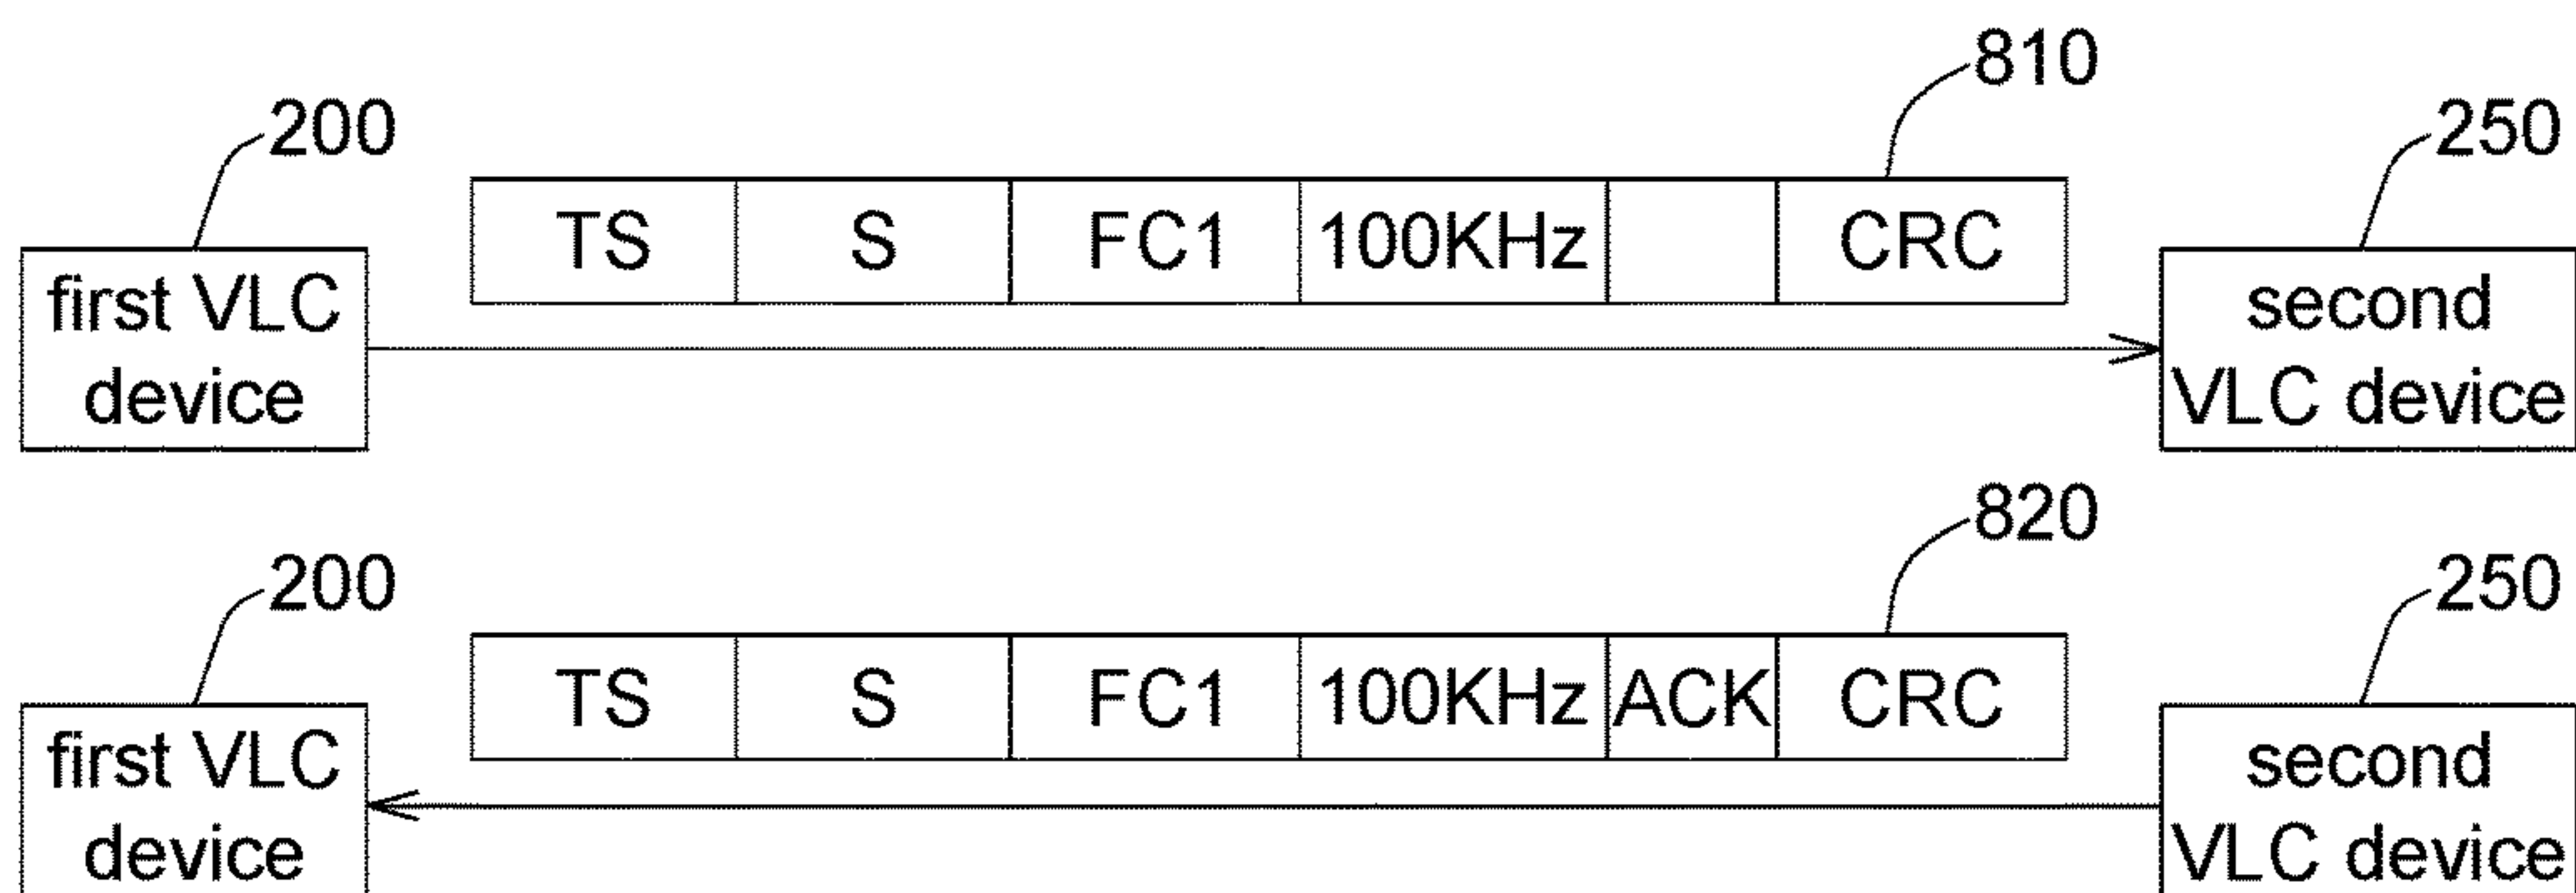 810
200
250
TS S FC1 100KHz CRC
first VLC
device
second
VLC device
820
200
250
TS S FC1 100KHz ACK CRC
first VLC
device
second
VLC device